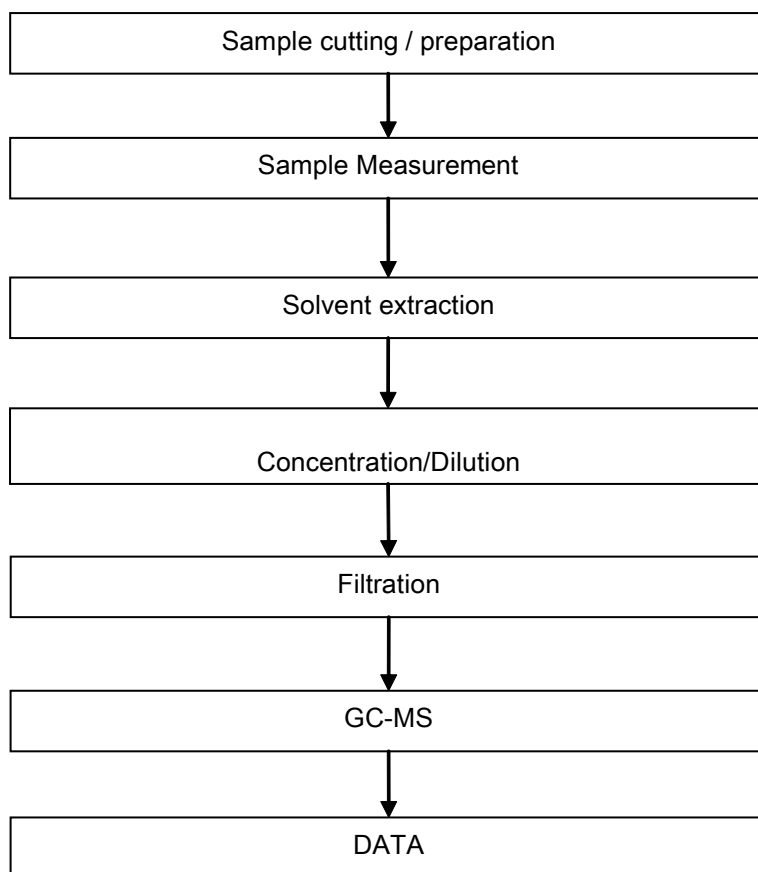 Sample cutting / preparation
Sample Measurement
Solvent extraction
Concentration/Dilution
Filtration
GC-MS
DATA